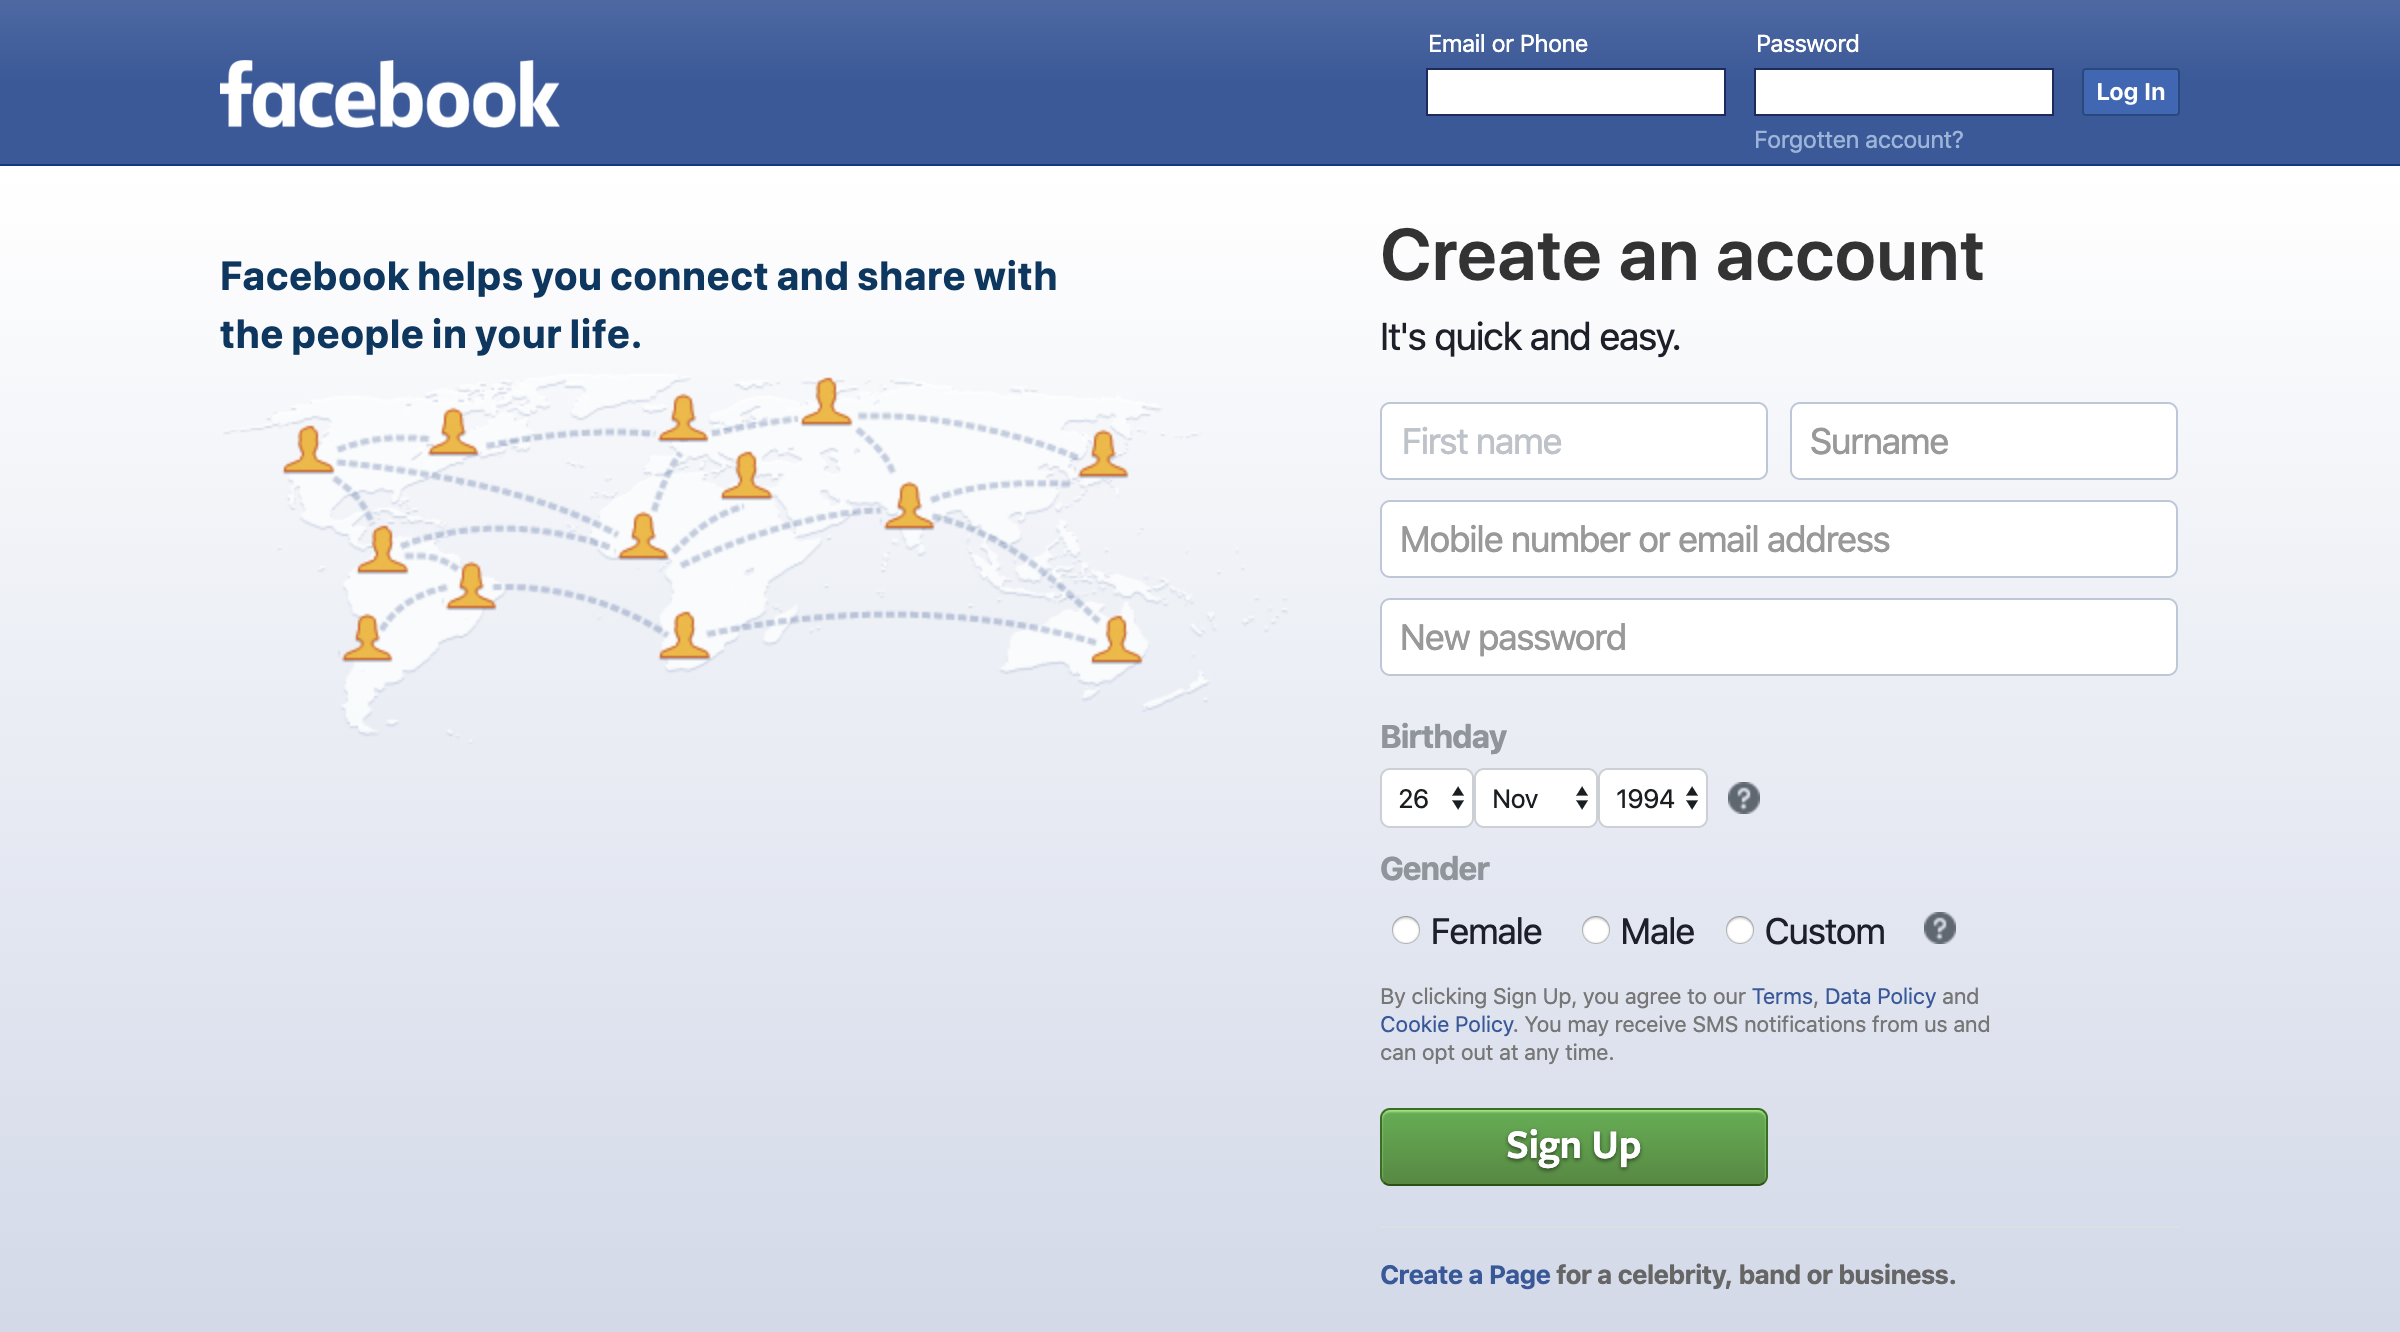 facebook
Email or Phone
Password
Log In
Forgotten account?
Facebook helps you connect and share with
the people in your life.
Create an account
It's quick and easy.
First name
Surname
Mobile number or email address
New password
Birthday
26
Nov
1994
?
Gender
Female
Male
Custom
?
By clicking Sign Up, you agree to our Terms, Data Policy and
Cookie Policy. You may receive SMS notifications from us and
can opt out at any time.
Sign Up
Create a Page for a celebrity, band or business.